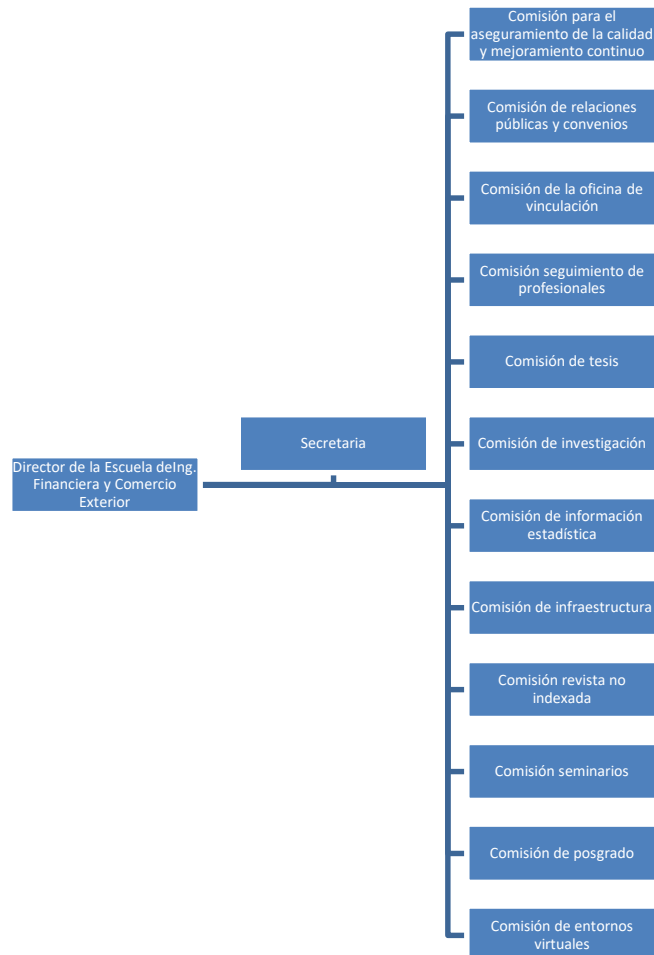 Comisión para el
aseguramiento de la calidad
y mejoramiento continuo
Comisión de relaciones
públicas y convenios
Comisión de la oficina de
vinculación
Comisión seguimiento de
profesionales
Comisión de tesis
Secretaria
Comisión de investigación
Director de la Escuela deIng.
Financiera y Comercio
Exterior
Comisión de información
estadística
Comisión de infraestructura
Comisión revista no
indexada
Comisión seminarios
Comisión de posgrado
Comisión de entornos
virtuales